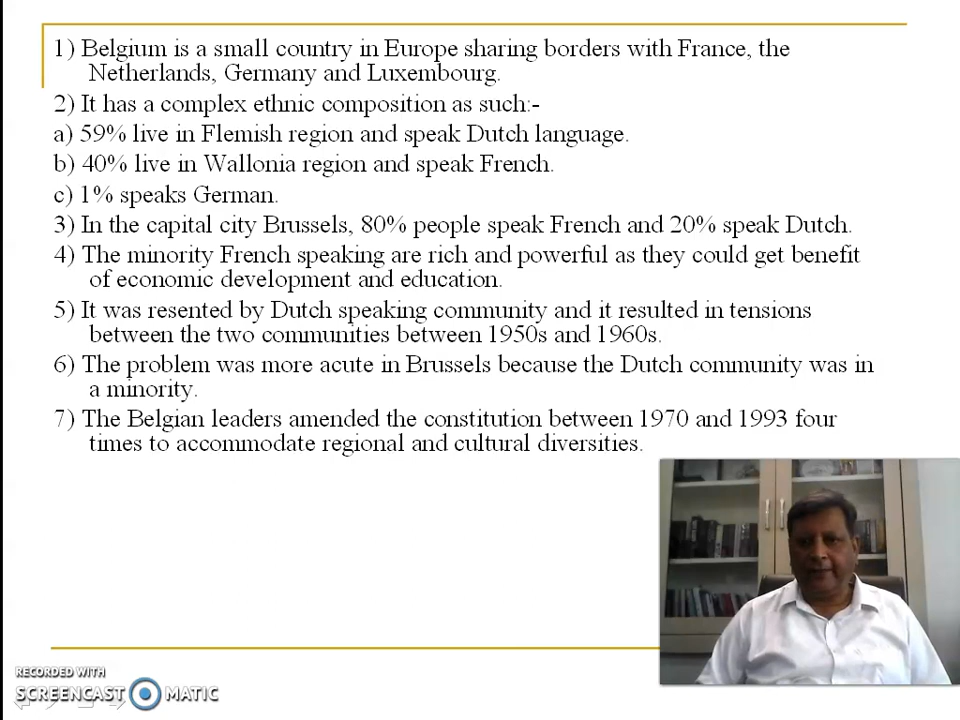 1) Belgium is a small country in Europe sharing borders with France, the
Netherlands, Germany and Luxembourg.
2) It has a complex ethnic composition as such:-
a) 59% live in Flemish region and speak Dutch language.
b) 40% live in Wallonia region and speak French.
c) 1% speaks German.
3) In the capital city Brussels, 80% people speak French and 20% speak Dutch.
4) The minority French speaking are rich and powerful as they could get benefit
of economic development and education.
5) It was resented by Dutch speaking community and it resulted in tensions
between the two communities between 1950s and 1960s.
6) The problem was more acute in Brussels because the Dutch community was in
a minority.
7) The Belgian leaders amended the constitution between 1970 and 1993 four
times to accommodate regional and cultural diversities.
RECORDED WITH
SCREENCAST MATIC